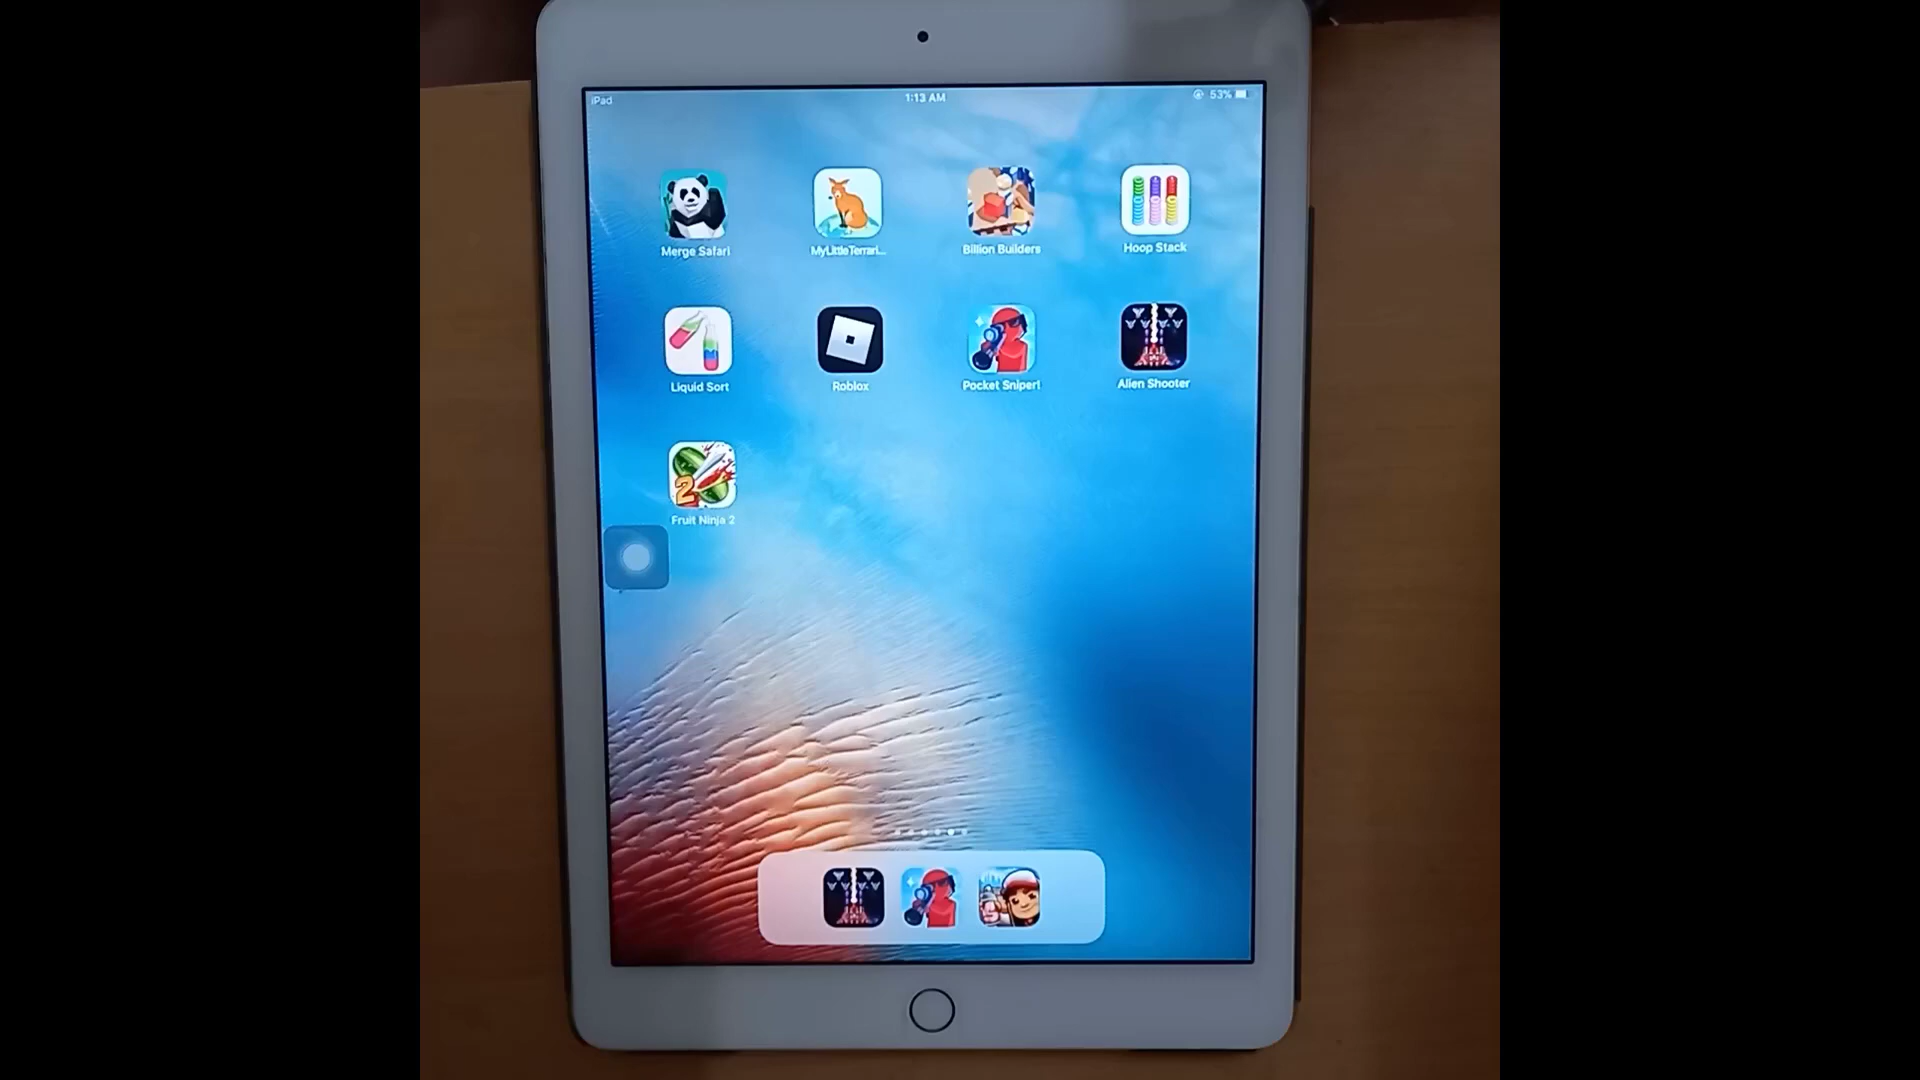 iPad 1:13 AM 53%
Merge Safari MyLittleTerrari... Billion Builders Hoop Stack
Liquid Sort Roblox Pocket Sniper! Alien Shooter
2
Fruit Ninja 2